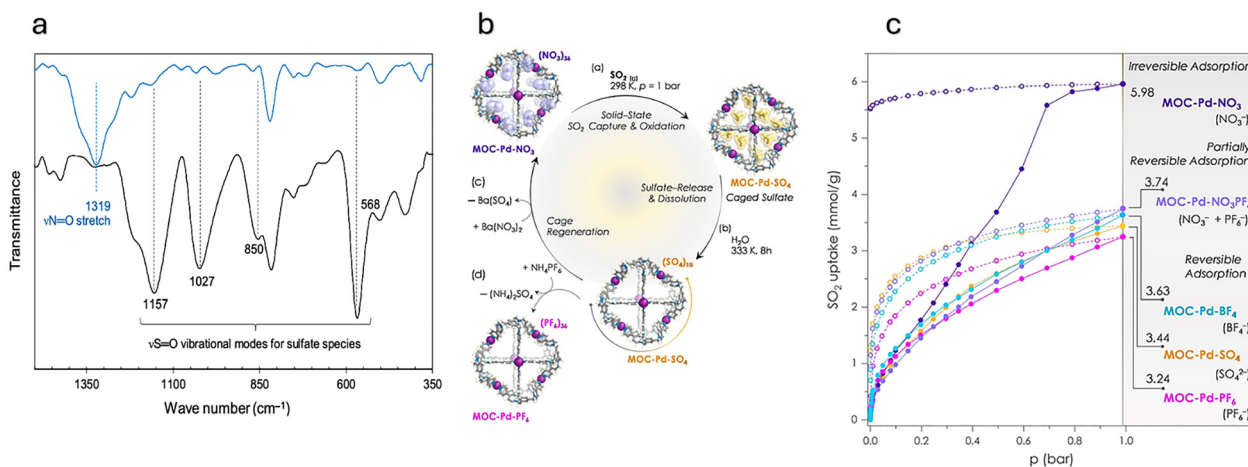 a
Transmittance
1319
νN=O stretch
1157
1027
850
568
νS=O vibrational modes for sulfate species
1350
1100
850
600
350
Wave number (cm⁻¹)
b
(NO₃)₃₆
MOC-Pd-NO₃
(a)
SO₂ (g)
298 K, p = 1 bar
Solid–State
SO₂ Capture & Oxidation
MOC-Pd-SO₄
Caged Sulfate
Sulfate–Release
& Dissolution
(b)
H₂O
333 K, 8h
(SO₄)₁₈
MOC-Pd-SO₄
(c)
– Ba(SO₄)
+ Ba(NO₃)₂
Cage
Regeneration
(d)
+ NH₄PF₆
– (NH₄)₂SO₄
(PF₆)₃₆
MOC-Pd-PF₆
c
SO₂ uptake (mmol/g)
6
5
4
3
2
1
0
0.0
0.2
0.4
0.6
0.8
1.0
p (bar)
Irreversible Adsorption
5.98
MOC-Pd-NO₃
(NO₃⁻)
Partially
Reversible Adsorption
3.74
MOC-Pd-NO₃PF₆
(NO₃⁻ + PF₆⁻)
Reversible
Adsorption
3.63
MOC-Pd-BF₄
(BF₄⁻)
3.44
MOC-Pd-SO₄
(SO₄²⁻)
3.24
MOC-Pd-PF₆
(PF₆⁻)